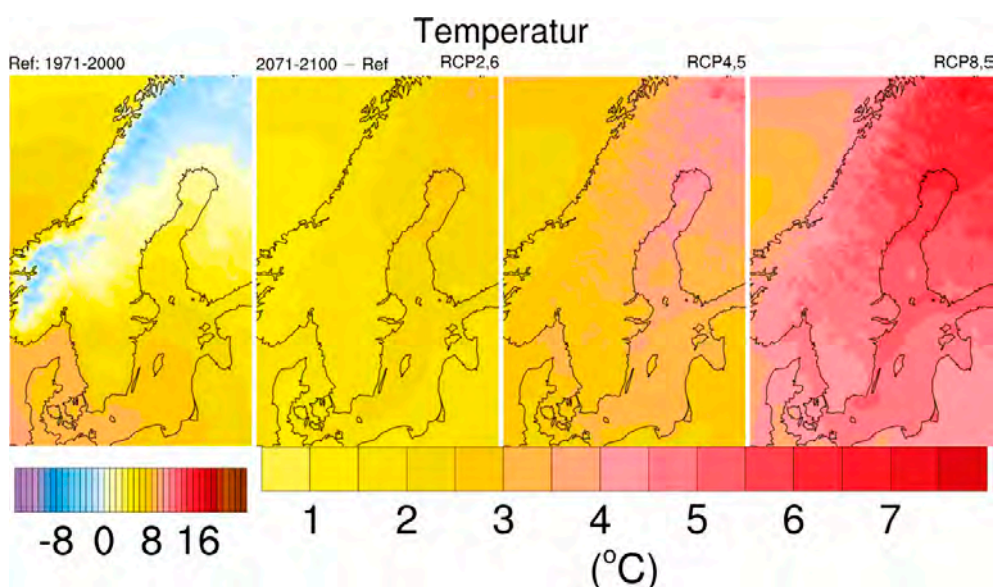 Temperatur
Ref: 1971-2000
2071-2100 − Ref
RCP2,6
RCP4,5
RCP8,5
-8 0 8 16
1 2 3 4 5 6 7
(°C)